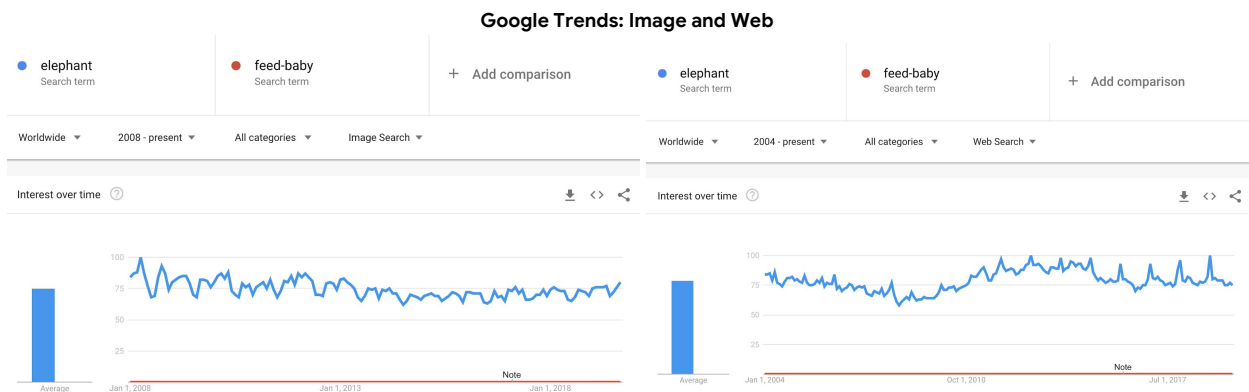 Google Trends: Image and Web
elephant
Search term
feed-baby
Search term
+ Add comparison
Worldwide
2008 - present
All categories
Image Search
Interest over time
100
75
50
25
Note
Average
Jan 1, 2008
Jan 1, 2013
Jan 1, 2018
elephant
Search term
feed-baby
Search term
+ Add comparison
Worldwide
2004 - present
All categories
Web Search
Interest over time
100
75
50
25
Note
Average
Jan 1, 2004
Oct 1, 2010
Jul 1, 2017